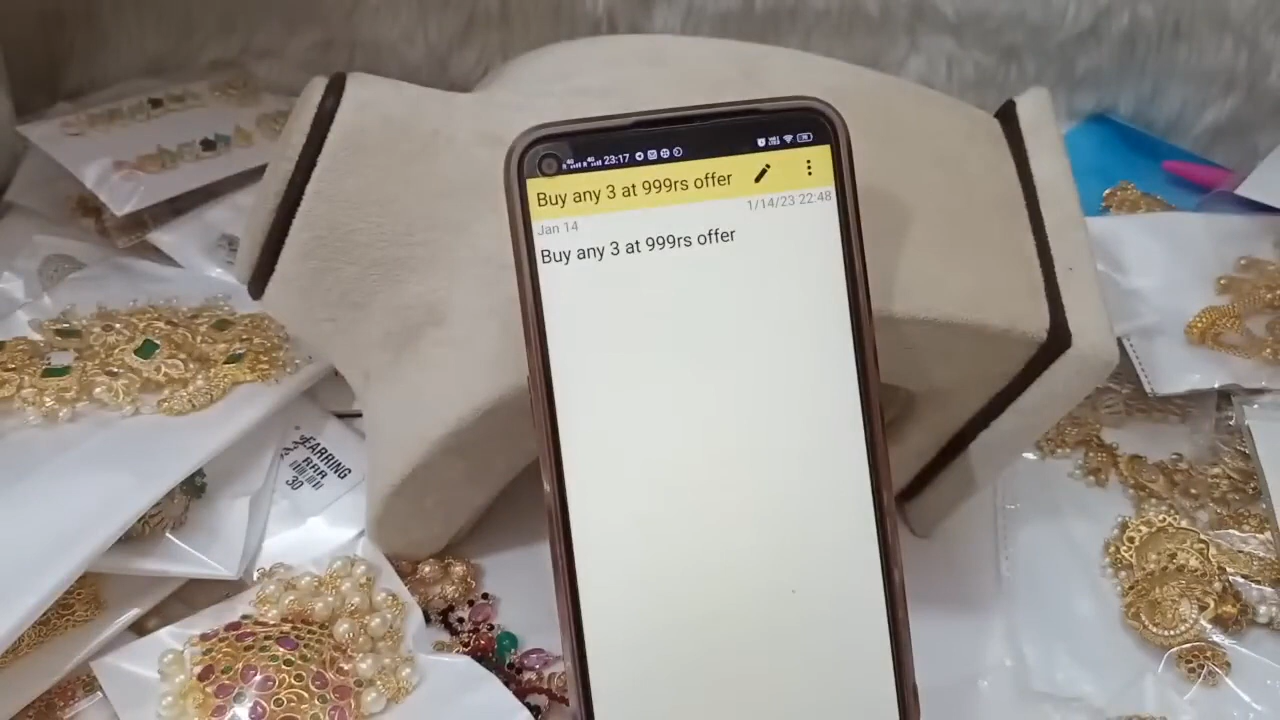 23:17
Buy any 3 at 999rs offer
Jan 14
1/14/23 22:48
Buy any 3 at 999rs offer
EARRING
RRR
30